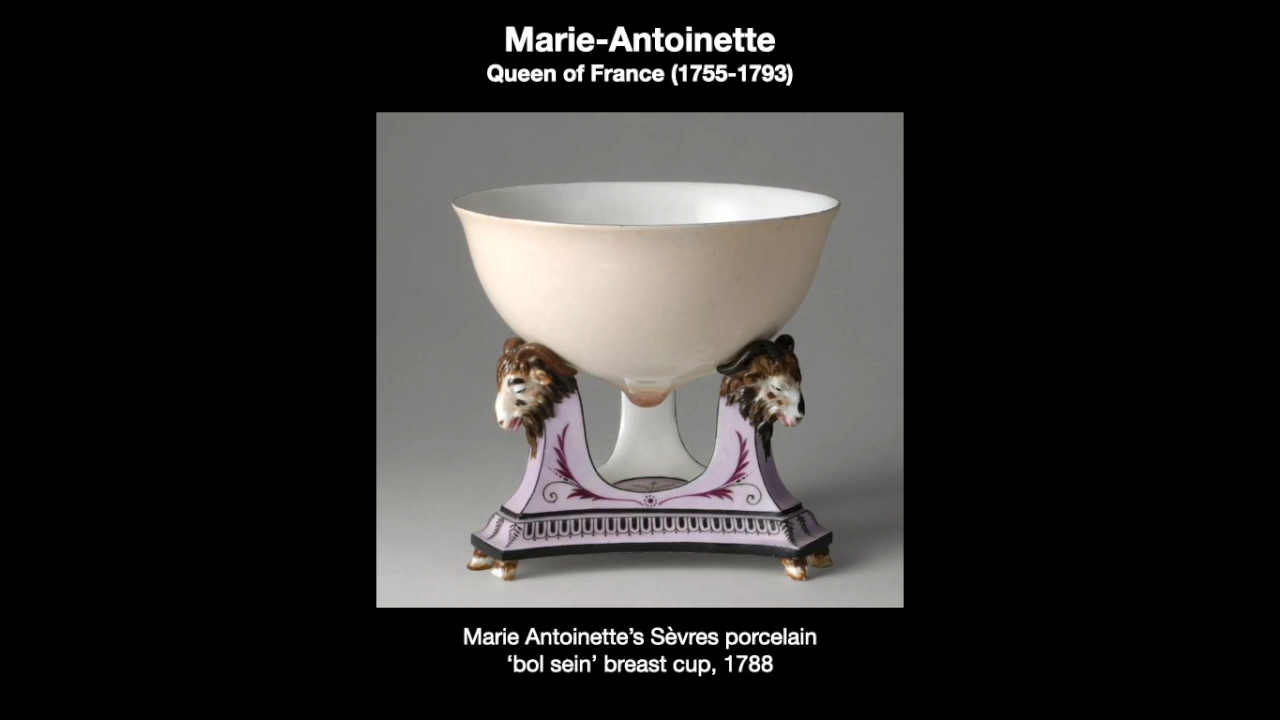 Marie-Antoinette
Queen of France (1755-1793)
Marie Antoinette’s Sèvres porcelain
‘bol sein’ breast cup, 1788